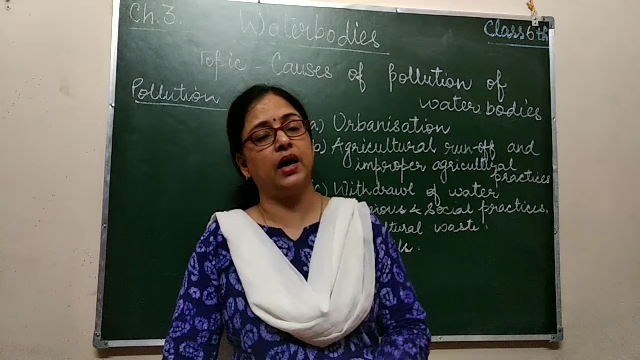 Ch. 3. Waterbodies Class 6th
Topic - Causes of pollution of
water bodies
Pollution
a) Urbanisation
b) Agricultural run-off and
improper agricultural
practices
c) Withdrawl of water
& Social practices.
waste.